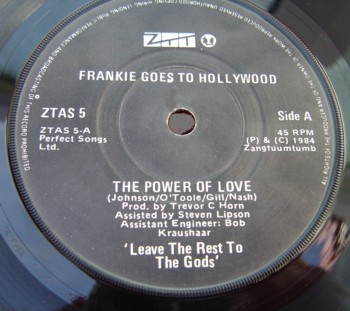 ZTT
FRANKIE GOES TO HOLLYWOOD
ZTAS 5
Side A
ZTAS 5-A
Perfect Songs
Ltd.
45 RPM
(P) & (C) 1984
Zangtuumtumb
THE POWER OF LOVE
(Johnson/O'Toole/Gill/Nash)
Prod. by Trevor C Horn
Assisted by Steven Lipson
Assistant Engineer: Bob
Kraushaar
'Leave The Rest To
The Gods'